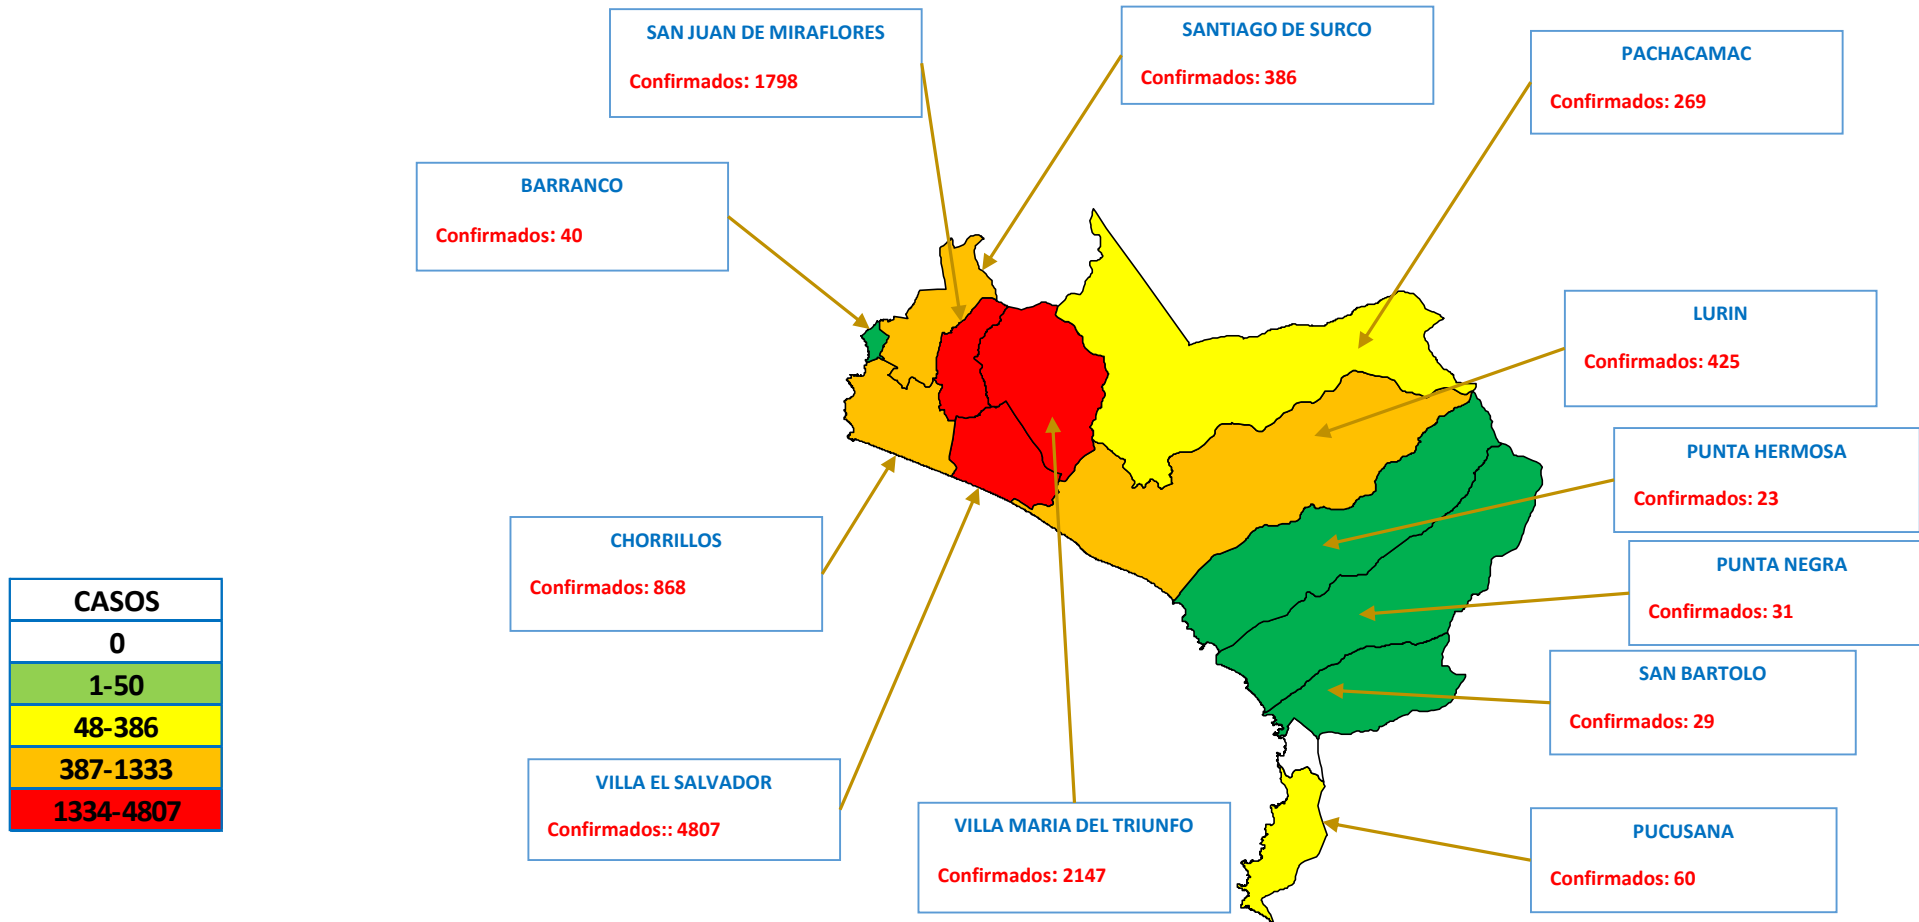 SAN JUAN DE MIRAFLORES
Confirmados: 1798
SANTIAGO DE SURCO
Confirmados: 386
PACHACAMAC
Confirmados: 269
BARRANCO
Confirmados: 40
LURIN
Confirmados: 425
PUNTA HERMOSA
Confirmados: 23
CHORRILLOS
Confirmados: 868
PUNTA NEGRA
Confirmados: 31
SAN BARTOLO
Confirmados: 29
VILLA EL SALVADOR
Confirmados:: 4807
VILLA MARIA DEL TRIUNFO
Confirmados: 2147
PUCUSANA
Confirmados: 60
CASOS
0
1-50
48-386
387-1333
1334-4807